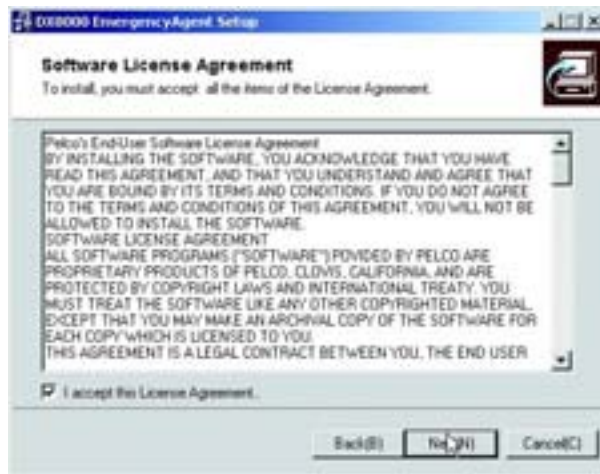 DX8000 EmergencyAgent Setup
Software License Agreement
To install, you must accept all the items of the License Agreement.
Pelco's End-User Software License Agreement
BY INSTALLING THE SOFTWARE, YOU ACKNOWLEDGE THAT YOU HAVE
READ THIS AGREEMENT, AND THAT YOU UNDERSTAND AND AGREE THAT
YOU ARE BOUND BY ITS TERMS AND CONDITIONS. IF YOU DO NOT AGREE
TO THE TERMS AND CONDITIONS OF THIS AGREEMENT, YOU WILL NOT BE
ALLOWED TO INSTALL THE SOFTWARE.
SOFTWARE LICENSE AGREEMENT
ALL SOFTWARE PROGRAMS ("SOFTWARE") POVIDED BY PELCO ARE
PROPRIETARY PRODUCTS OF PELCO, CLOVIS, CALIFORNIA, AND ARE
PROTECTED BY COPYRIGHT LAWS AND INTERNATIONAL TREATY. YOU
MUST TREAT THE SOFTWARE LIKE ANY OTHER COPYRIGHTED MATERIAL,
EXCEPT THAT YOU MAY MAKE AN ARCHIVAL COPY OF THE SOFTWARE FOR
EACH COPY WHICH IS LICENSED TO YOU.
THIS AGREEMENT IS A LEGAL CONTRACT BETWEEN YOU, THE END USER
I accept this License Agreement.
Back(B) Next(N) Cancel(C)